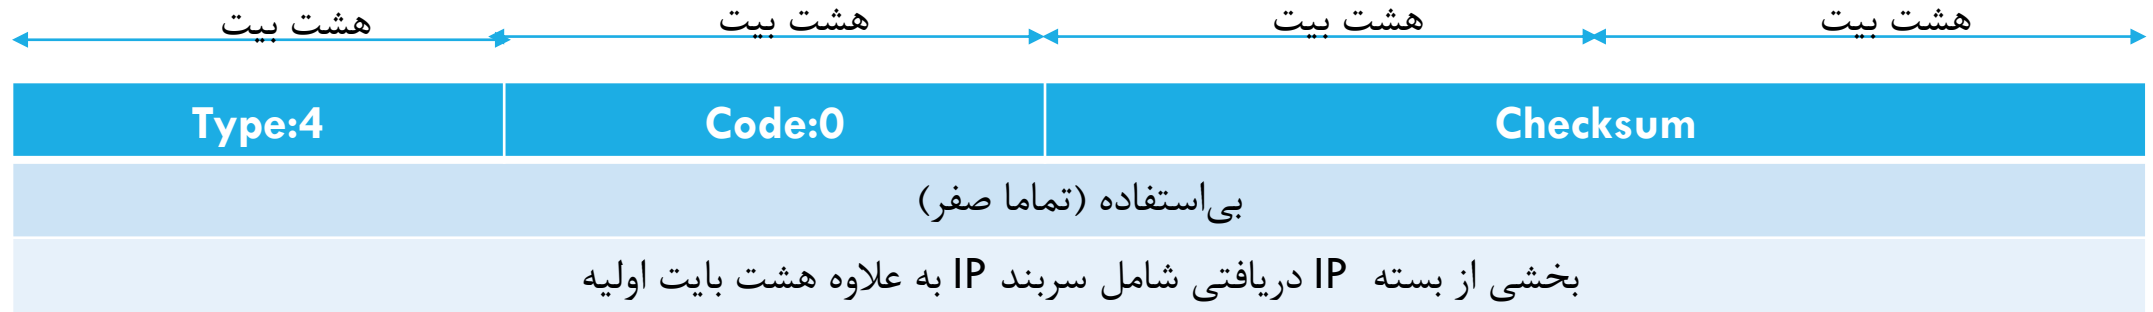 هشت بیت هشت بیت هشت بیت هشت بیت
Type:4 Code:0 Checksum
بی‌استفاده (تماما صفر)
بخشی از بسته IP دریافتی شامل سربند IP به علاوه هشت بایت اولیه